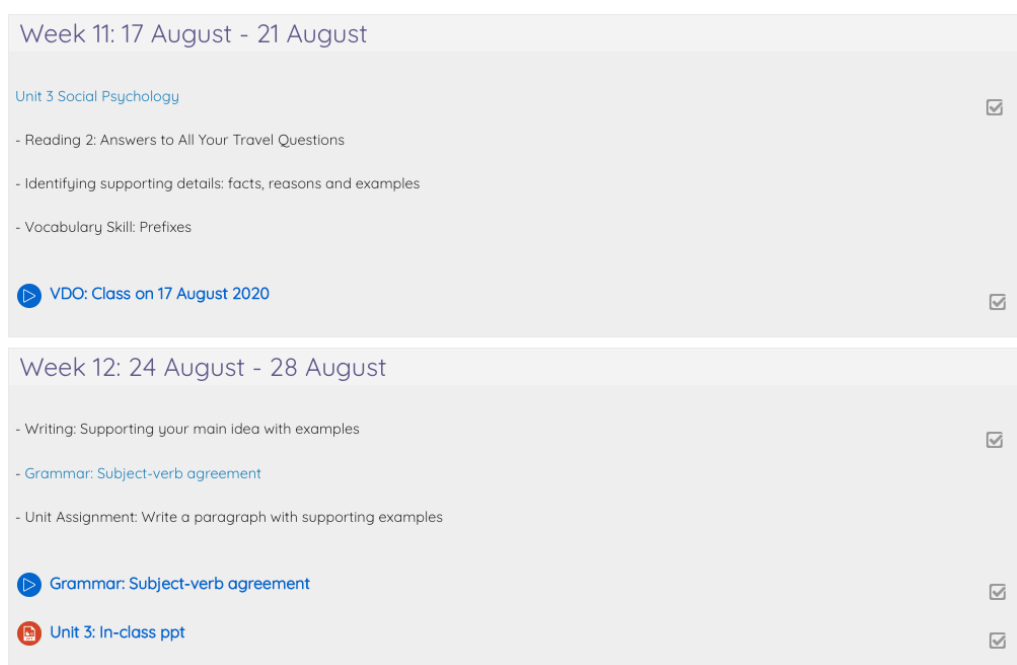 Week 11: 17 August - 21 August
Unit 3 Social Psychology
- Reading 2: Answers to All Your Travel Questions
- Identifying supporting details: facts, reasons and examples
- Vocabulary Skill: Prefixes
VDO: Class on 17 August 2020
Week 12: 24 August - 28 August
- Writing: Supporting your main idea with examples
- Grammar: Subject-verb agreement
- Unit Assignment: Write a paragraph with supporting examples
Grammar: Subject-verb agreement
Unit 3: In-class ppt